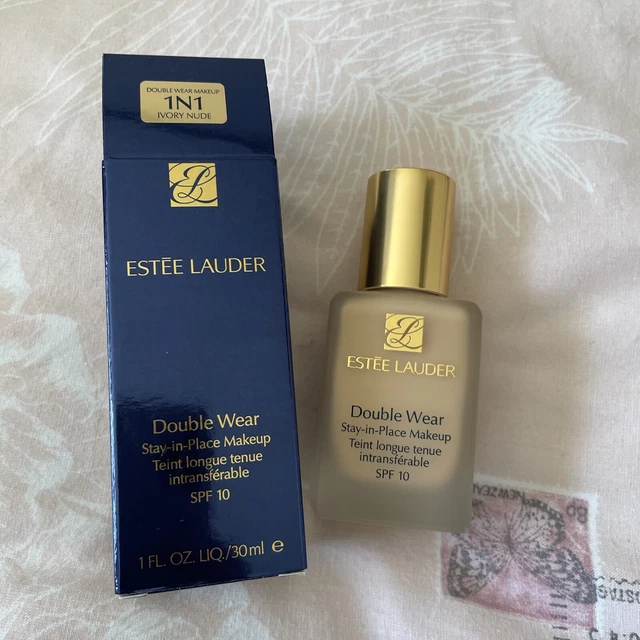 DOUBLE WEAR MAKEUP
1N1
IVORY NUDE
ESTĒE LAUDER
Double Wear
Stay-in-Place Makeup
Teint longue tenue
intransférable
SPF 10
1 FL. OZ. LIQ./30 ml e
ESTĒE LAUDER
Double Wear
Stay-in-Place Makeup
Teint longue tenue
intransférable
SPF 10